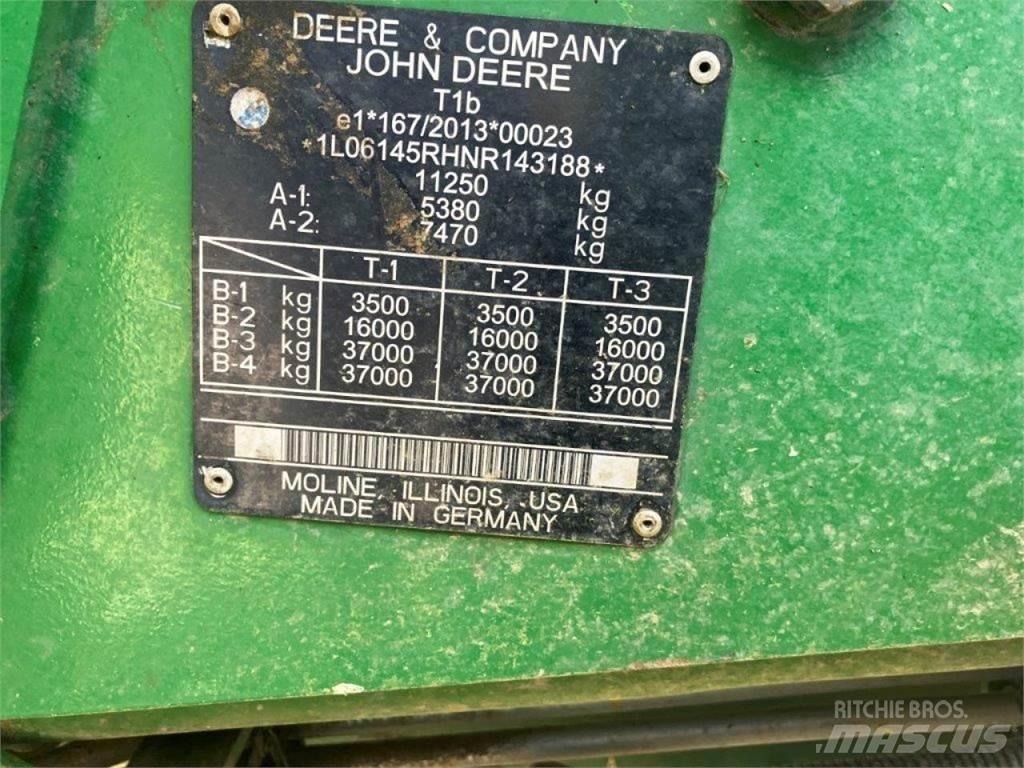 DEERE & COMPANY
JOHN DEERE
T1b
e1*167/2013*00023
*1L06145RHNR143188*
11250 kg
A-1: 5380 kg
A-2: 7470 kg
T-1 T-2 T-3
B-1 kg 3500 3500 3500
B-2 kg 16000 16000 16000
B-3 kg 37000 37000 37000
B-4 kg 37000 37000 37000
MOLINE, ILLINOIS, USA
MADE IN GERMANY
RITCHIE BROS.
MASCUS